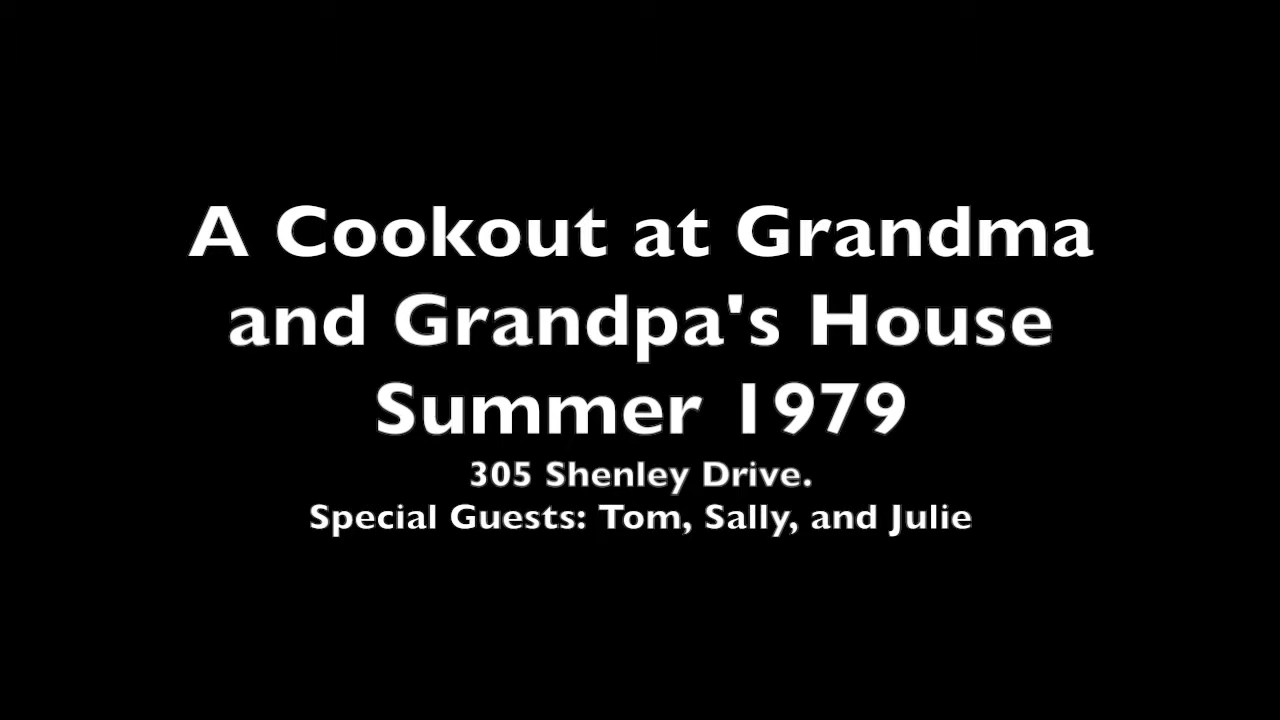 A Cookout at Grandma
and Grandpa's House
Summer 1979
305 Shenley Drive.
Special Guests: Tom, Sally, and Julie